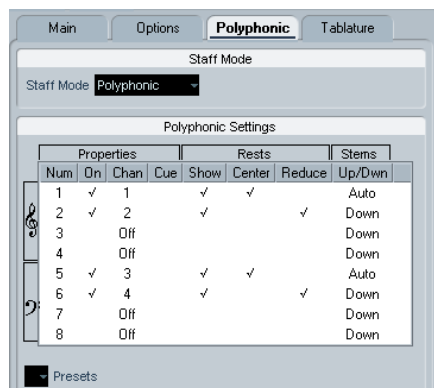 Main Options Polyphonic Tablature
Staff Mode
Staff Mode Polyphonic
Polyphonic Settings
Properties Rests Stems
Num On Chan Cue Show Center Reduce Up/Dwn
1 √ 1 √ √ Auto
2 √ 2 √ √ Down
3 Off Down
4 Off Down
5 √ 3 √ √ Auto
6 √ 4 √ √ Down
7 Off Down
8 Off Down
Presets